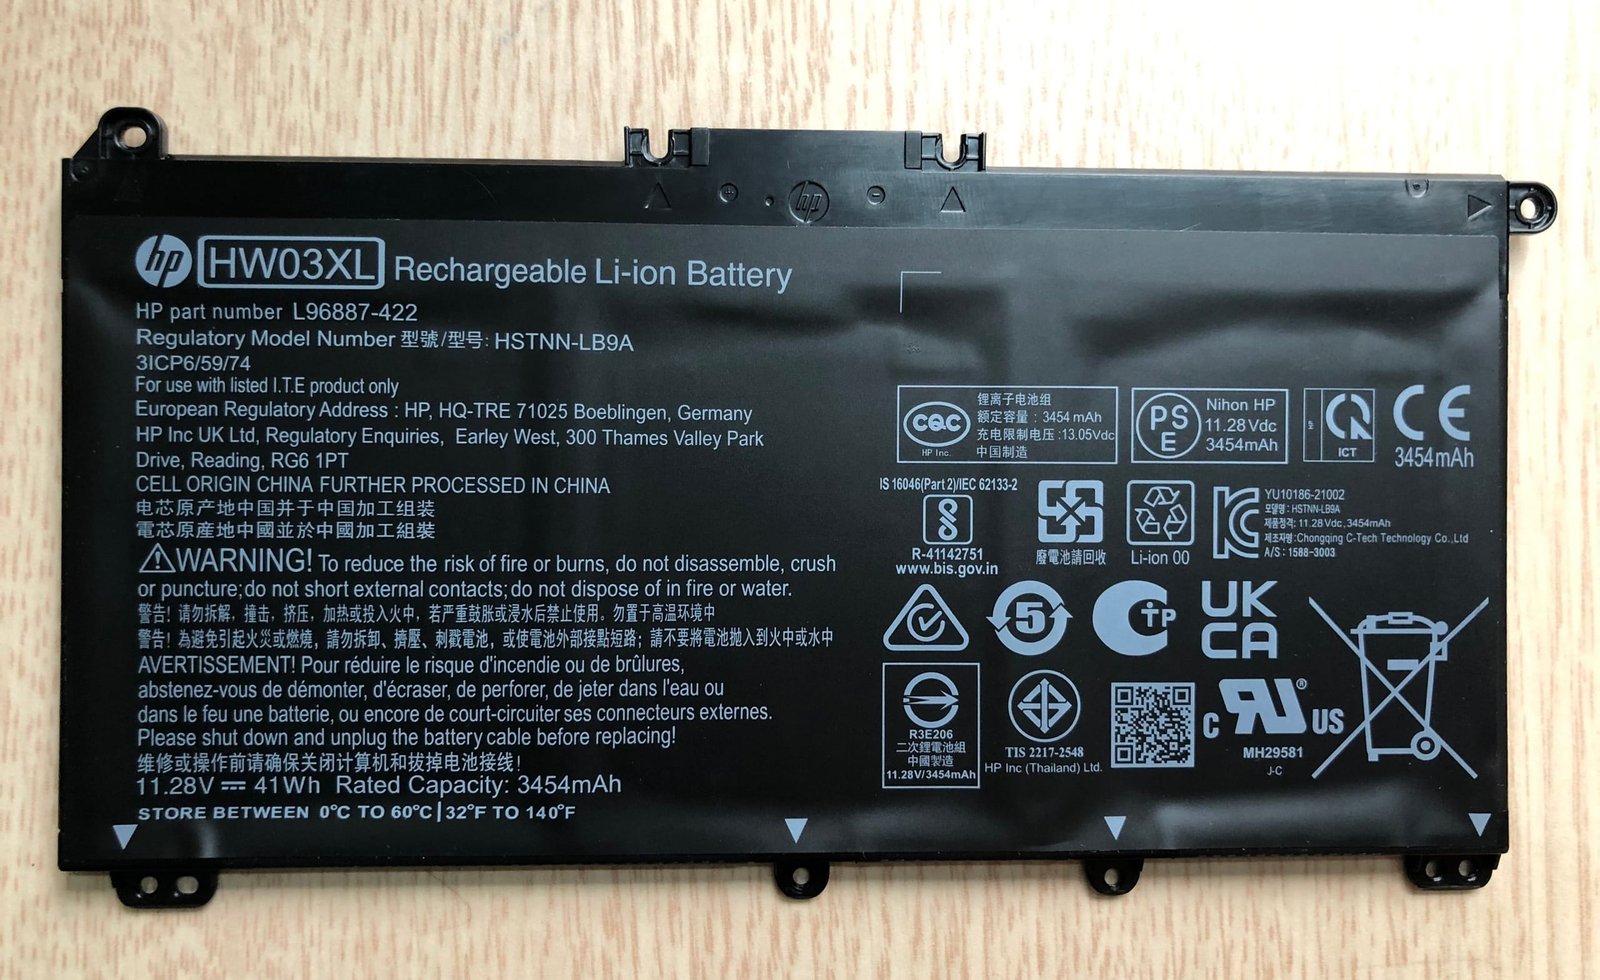 hp
hp HW03XL Rechargeable Li-ion Battery
HP part number L96887-422
Regulatory Model Number 型號/型号: HSTNN-LB9A
3ICP6/59/74
For use with listed I.T.E product only
European Regulatory Address : HP, HQ-TRE 71025 Boeblingen, Germany
HP Inc UK Ltd, Regulatory Enquiries, Earley West, 300 Thames Valley Park
Drive, Reading, RG6 1PT
CELL ORIGIN CHINA FURTHER PROCESSED IN CHINA
电芯原产地中国并于中国加工组装
電芯原産地中國並於中國加工組裝
WARNING! To reduce the risk of fire or burns, do not disassemble, crush
or puncture;do not short external contacts;do not dispose of in fire or water.
警告! 请勿拆解，撞击，挤压，加热或投入火中，若严重鼓胀或浸水后禁止使用。勿置于高温环境中
警告! 為避免引起火災或燃燒，請勿拆卸、擠壓、刺戳電池，或使電池外部接點短路；請不要將電池拋入到火中或水中
AVERTISSEMENT! Pour réduire le risque d'incendie ou de brûlures,
abstenez-vous de démonter, d'écraser, de perforer, de jeter dans l'eau ou
dans le feu une batterie, ou encore de court-circuiter ses connecteurs externes.
Please shut down and unplug the battery cable before replacing!
维修或操作前请确保关闭计算机和拔掉电池接线!
11.28V 41Wh Rated Capacity: 3454mAh
STORE BETWEEN 0°C TO 60°C|32°F TO 140°F
CQC
HP Inc.
锂离子电池组
额定容量：3454 mAh
充电限制电压:13.05Vdc
中国制造
PS
E
Nihon HP
11.28 Vdc
3454mAh
HP
ICT
CE
3454mAh
IS 16046(Part 2)/IEC 62133-2
R-41142751
www.bis.gov.in
廢電池請回收
Li-ion 00
YU10186-21002
모델명 : HSTNN-LB9A
제품정격: 11.28 Vdc, 3454mAh
제조자명:Chongqing C-Tech Technology Co.,Ltd
A/S : 1588-3003
5
UK
CA
R3E206
二次鋰電池組
中國製造
11.28V/3454mAh
TIS 2217-2548
HP Inc (Thailand) Ltd.
c RU® US
MH29581
J-C